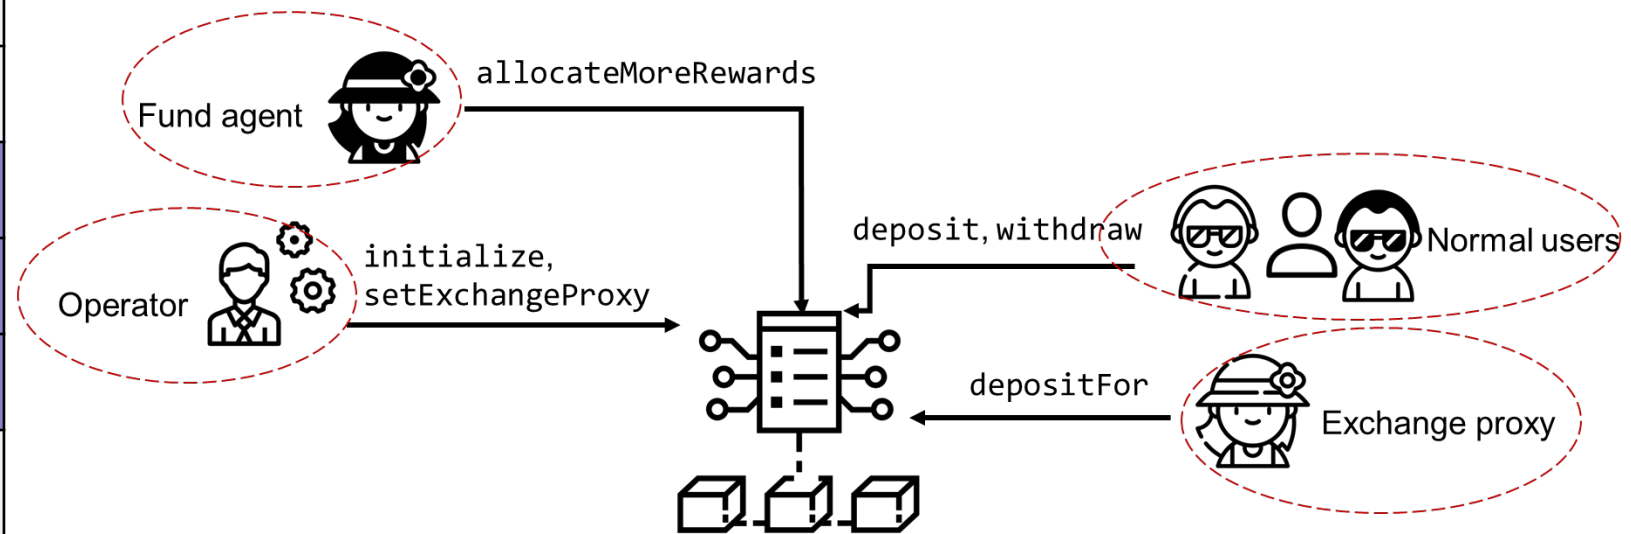 allocateMoreRewards
Fund agent
deposit, withdraw
Normal users
initialize,
setExchangeProxy
Operator
depositFor
Exchange proxy